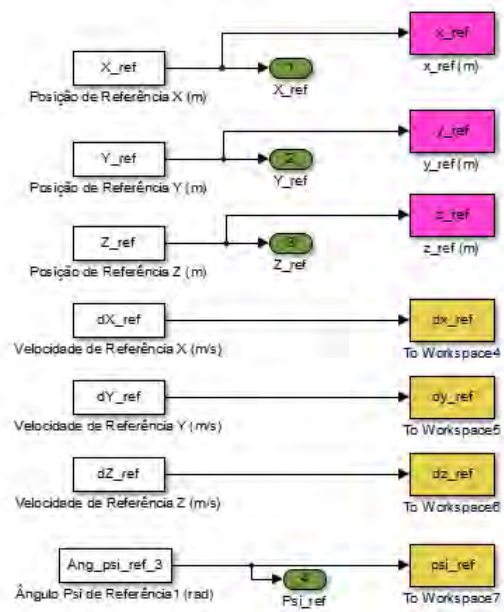 x_ref
X_ref
1
Posição de Referência X (m)
X_ref
x_ref (m)
y_ref
Y_ref
2
Posição de Referência Y (m)
Y_ref
y_ref (m)
z_ref
Z_ref
3
Posição de Referência Z (m)
Z_ref
z_ref (m)
dX_ref
dx_ref
Velocidade de Referência X (m/s)
To Workspace4
dY_ref
dy_ref
Velocidade de Referência Y (m/s)
To Workspace5
dZ_ref
dz_ref
Velocidade de Referência Z (m/s)
To Workspace6
Ang_psi_ref_3
psi_ref
4
Ângulo Psi de Referência1 (rad)
Psi_ref
To Workspace7